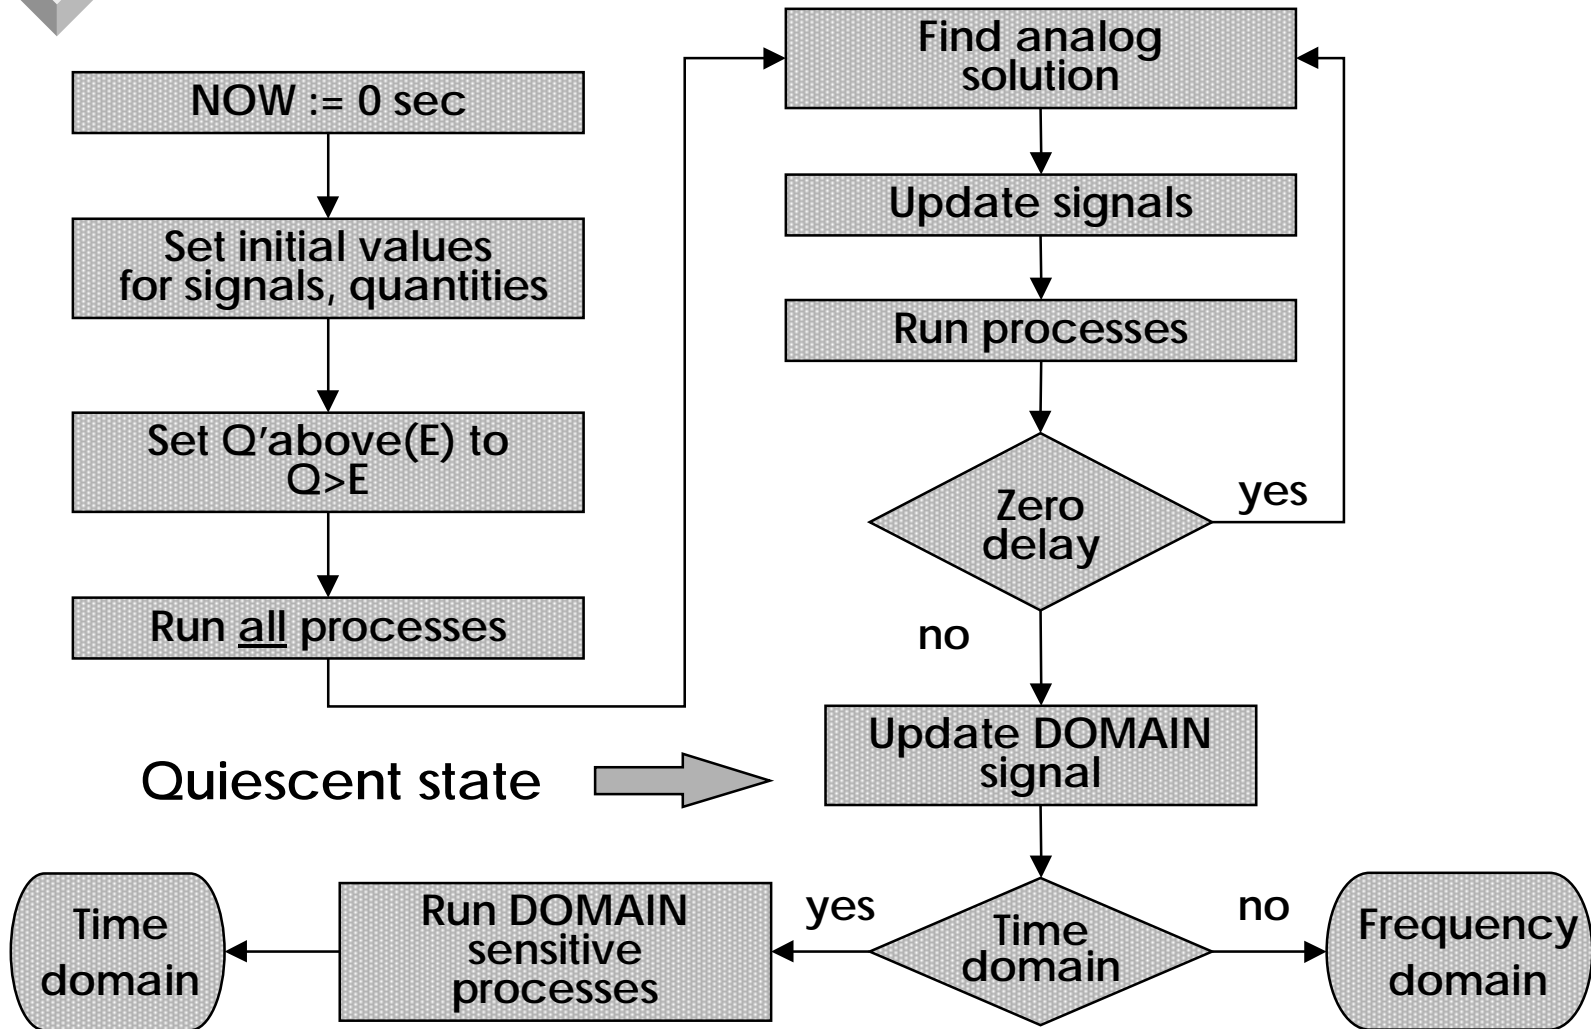 NOW := 0 sec
Set initial values
for signals, quantities
Set Q’above(E) to
Q>E
Run all processes
Find analog
solution
Update signals
Run processes
Zero
delay
yes
no
Update DOMAIN
signal
Quiescent state
Time
domain
yes
no
Run DOMAIN
sensitive
processes
Time
domain
Frequency
domain